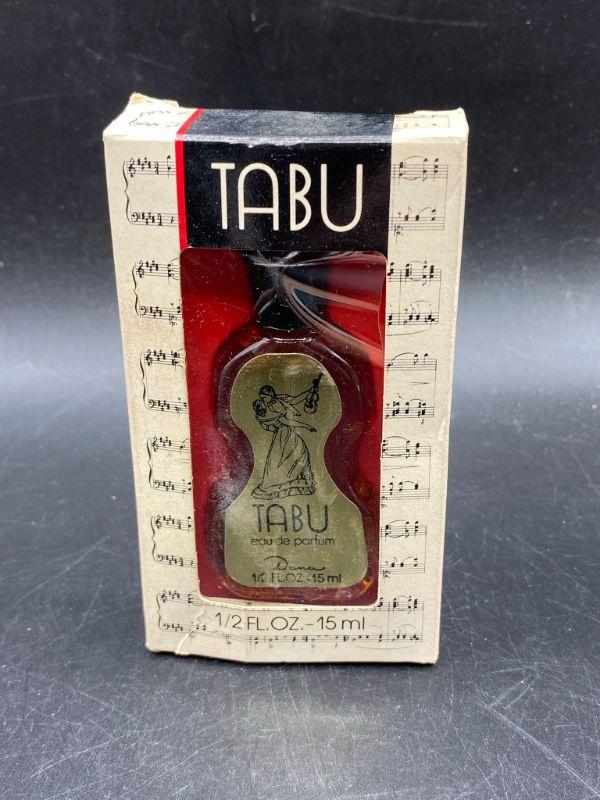 TABU
TABU
eau de parfum
Dana
1/2 FL.OZ.-15 ml
1/2 FL.OZ.-15 ml